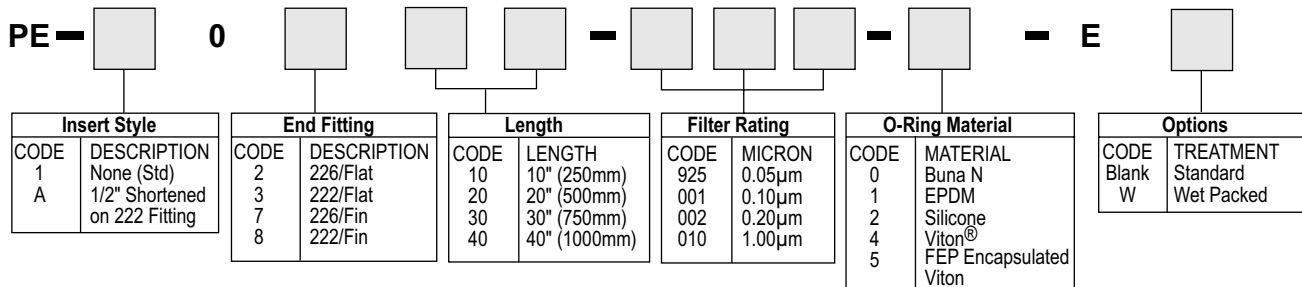 PE - 0 - - - E
Insert Style
CODE DESCRIPTION
1 None (Std)
A 1/2" Shortened
on 222 Fitting
End Fitting
CODE DESCRIPTION
2 226/Flat
3 222/Flat
7 226/Fin
8 222/Fin
Length
CODE LENGTH
10 10" (250mm)
20 20" (500mm)
30 30" (750mm)
40 40" (1000mm)
Filter Rating
CODE MICRON
925 0.05µm
001 0.10µm
002 0.20µm
010 1.00µm
O-Ring Material
CODE MATERIAL
0 Buna N
1 EPDM
2 Silicone
4 Viton®
5 FEP Encapsulated
Viton
Options
CODE TREATMENT
Blank Standard
W Wet Packed